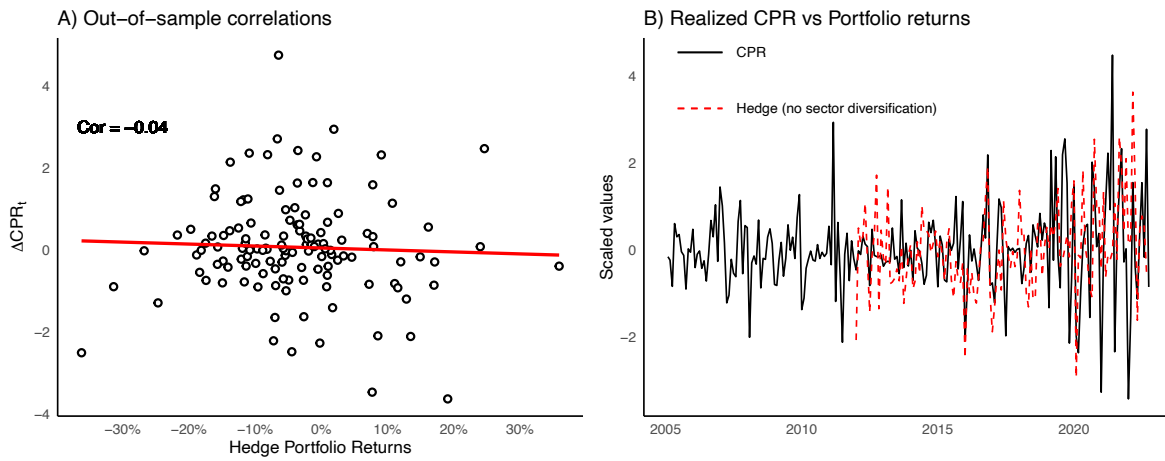 A) Out−of−sample correlations
4
2
0
−2
−4
ΔCPRt
Cor = −0.04
−30%
−20%
−10%
0%
10%
20%
30%
Hedge Portfolio Returns
B) Realized CPR vs Portfolio returns
CPR
Hedge (no sector diversification)
4
2
0
−2
Scaled values
2005
2010
2015
2020